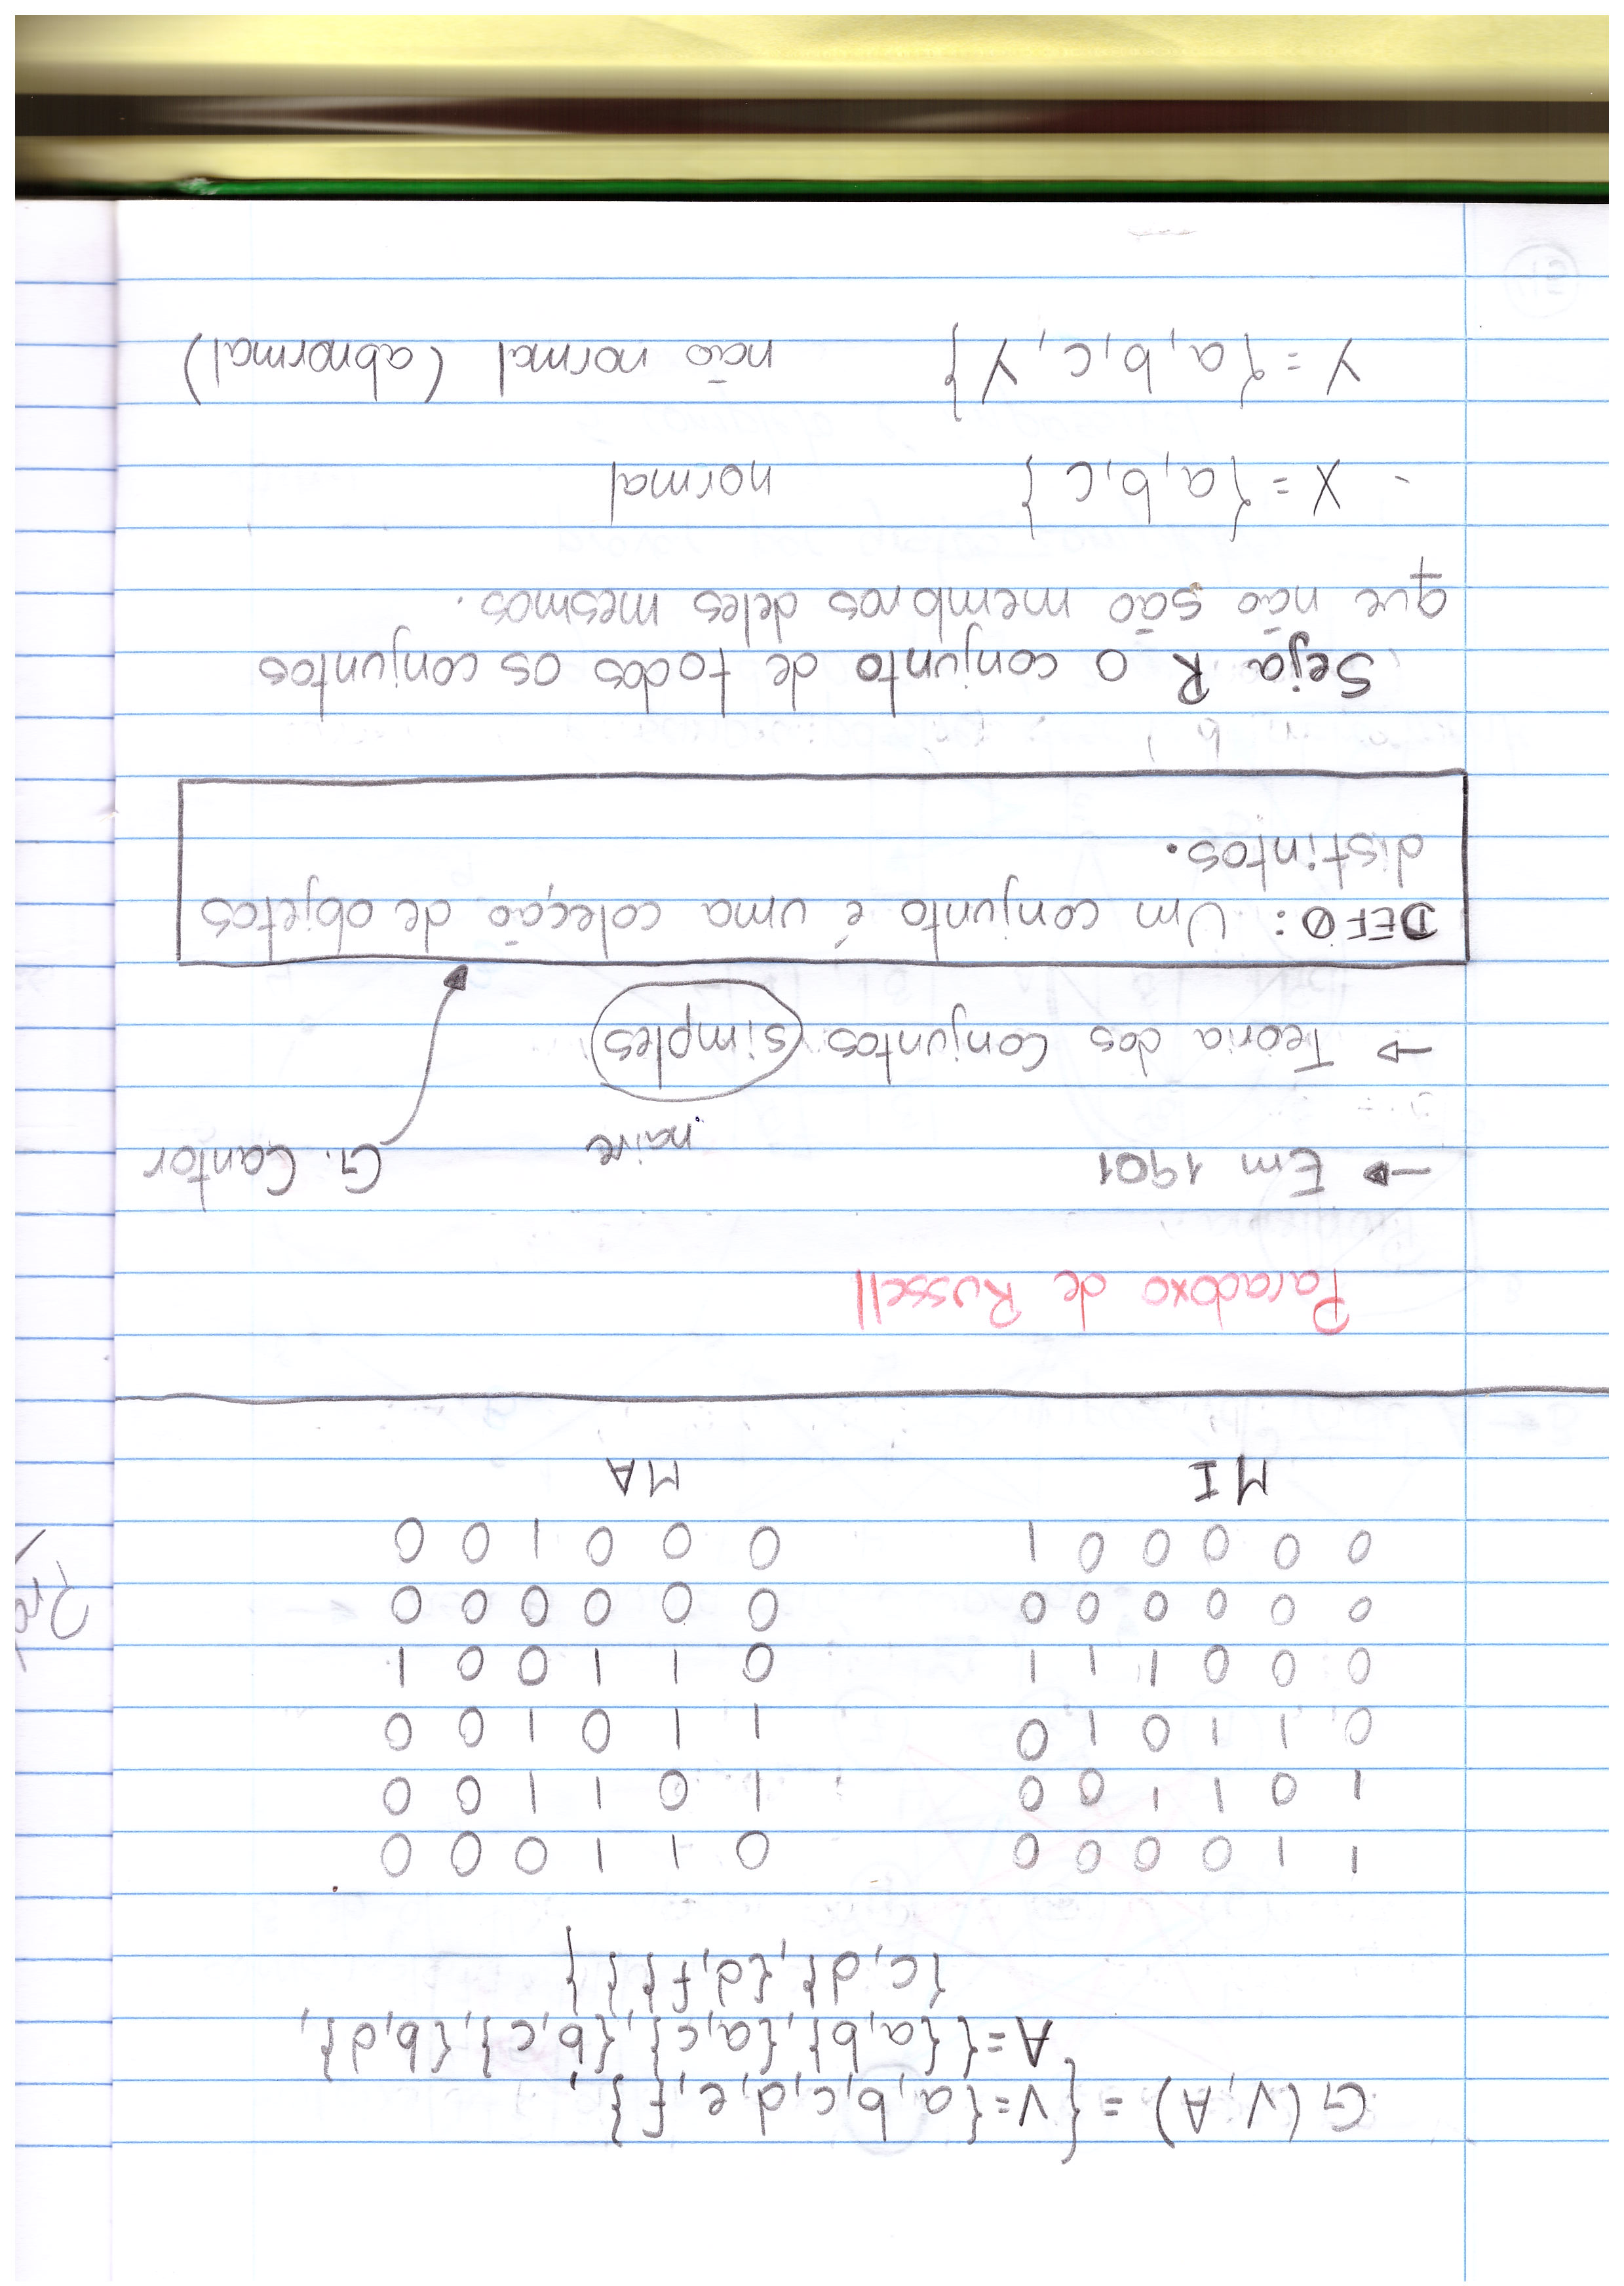 G(V,A) = { V={a,b,c,d,e,f},
A={{a,b},{a,c},{b,c},{b,d},
{c,d},{d,f}}}
1 1 0 0 0 0 0 1 1 0 0 0
1 0 1 1 0 0 1 0 1 1 0 0
0 1 1 0 1 0 1 1 0 1 0 0
0 0 0 1 1 1 0 1 1 0 0 1
0 0 0 0 0 0 0 0 0 0 0 0
0 0 0 0 0 1 0 0 0 1 0 0
MI MA
Paradoxo de Russell
→ Em 1901
G. Cantor
naive
→ Teoria dos Conjuntos simples
DEF0: Um conjunto é uma coleção de objetos
distintos.
Seja R o conjunto de todos os conjuntos
que não são membros deles mesmos.
X = {a,b,c} normal
Y = {a,b,c,Y} não normal (abnormal)